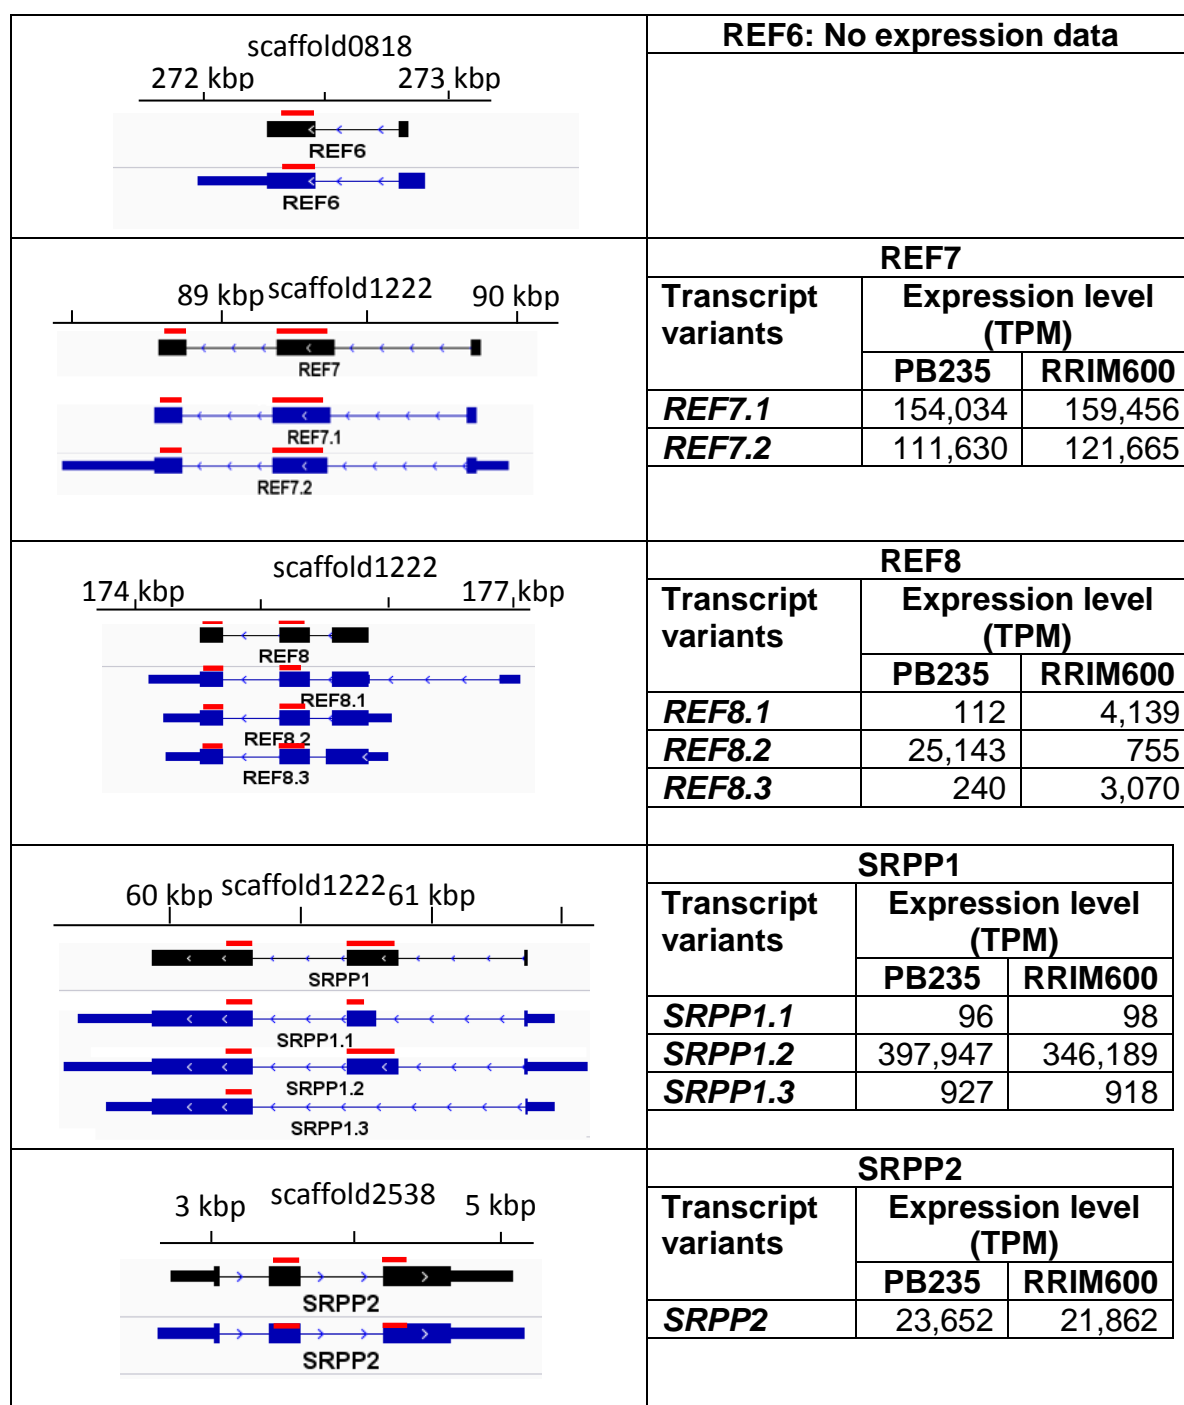 scaffold0818
272 kbp 273 kbp
REF6
REF6
REF6: No expression data
89 kbp scaffold1222 90 kbp
REF7
REF7.1
REF7.2
REF7
Transcript variants Expression level (TPM)
PB235 RRIM600
REF7.1 154,034 159,456
REF7.2 111,630 121,665
scaffold1222
174 kbp 177 kbp
REF8
REF8.1
REF8.2
REF8.3
REF8
Transcript variants Expression level (TPM)
PB235 RRIM600
REF8.1 112 4,139
REF8.2 25,143 755
REF8.3 240 3,070
60 kbp scaffold1222 61 kbp
SRPP1
SRPP1.1
SRPP1.2
SRPP1.3
SRPP1
Transcript variants Expression level (TPM)
PB235 RRIM600
SRPP1.1 96 98
SRPP1.2 397,947 346,189
SRPP1.3 927 918
3 kbp scaffold2538 5 kbp
SRPP2
SRPP2
SRPP2
Transcript variants Expression level (TPM)
PB235 RRIM600
SRPP2 23,652 21,862